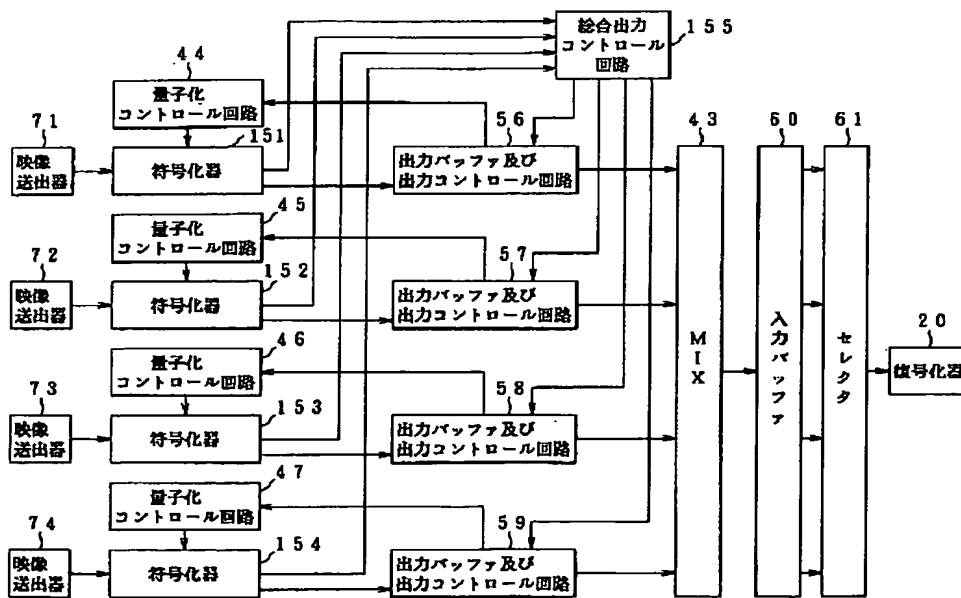 総合出力
コントロール
回路
155
44
量子化
コントロール回路
71
映像
送出器
151
符号化器
56
出力バッファ及び
出力コントロール回路
43
60
61
45
量子化
コントロール回路
72
映像
送出器
152
符号化器
57
出力バッファ及び
出力コントロール回路
46
量子化
コントロール回路
73
映像
送出器
153
符号化器
58
出力バッファ及び
出力コントロール回路
MIX
入力バッファ
セレクタ
20
復号化器
47
量子化
コントロール回路
74
映像
送出器
154
符号化器
59
出力バッファ及び
出力コントロール回路